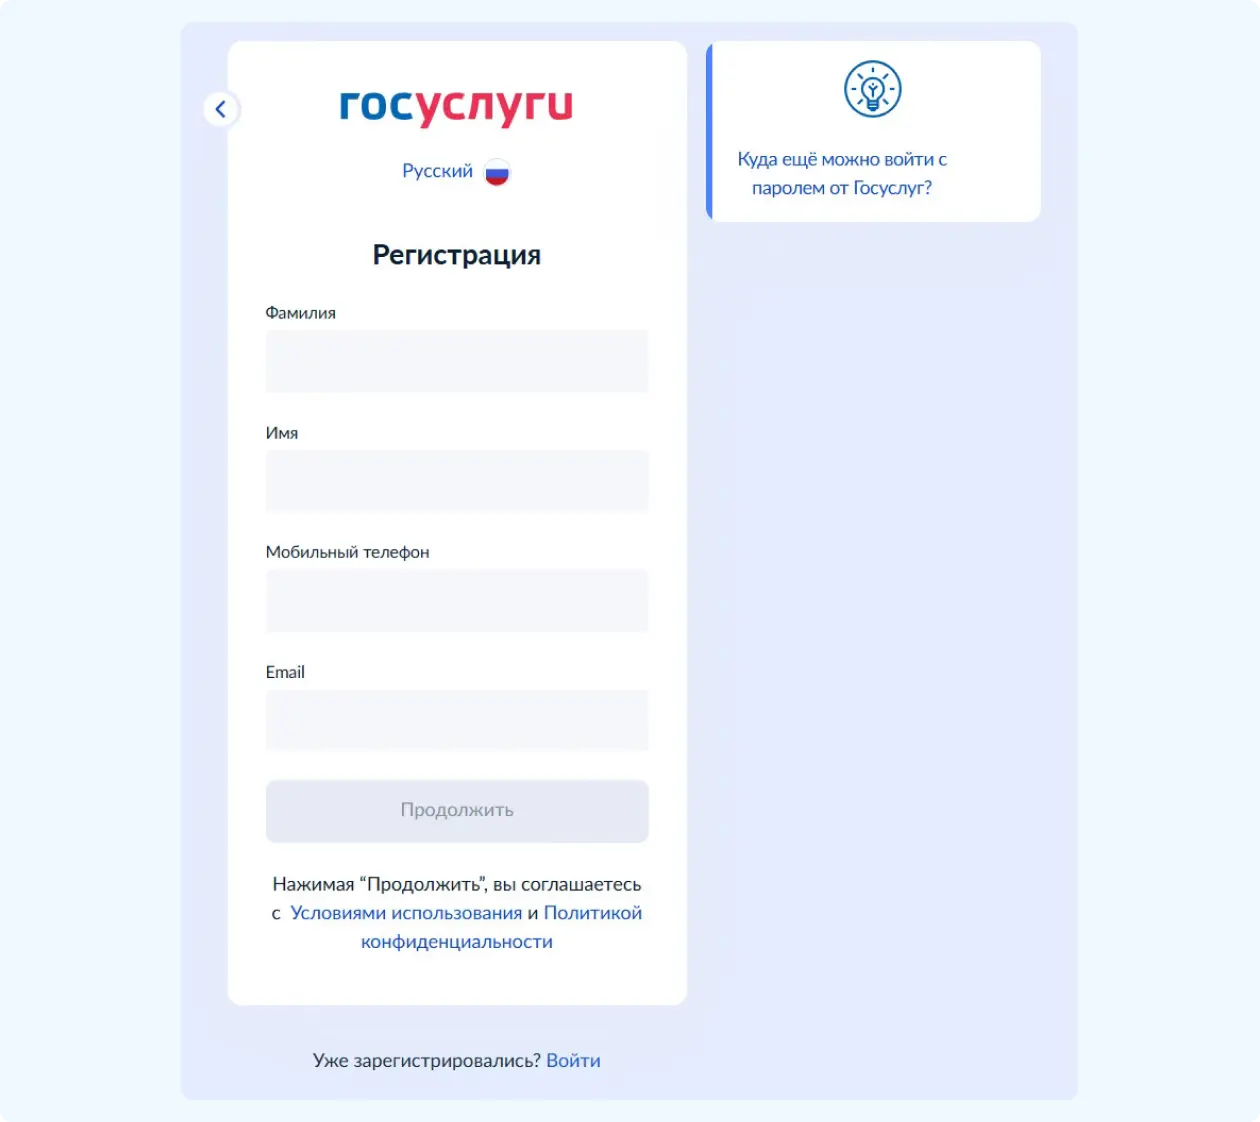 госуслуги
Русский
Регистрация
Фамилия
Имя
Мобильный телефон
Email
Продолжить
Нажимая “Продолжить”, вы соглашаетесь
с Условиями использования и Политикой
конфиденциальности
Уже зарегистрировались? Войти
Куда ещё можно войти с
паролем от Госуслуг?